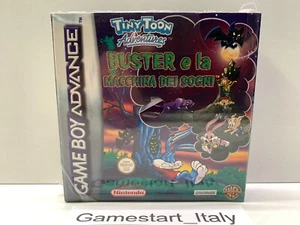 TINY TOON
Adventures
BUSTER e la
MACCHINA DEI SOGNI
GAME BOY ADVANCE
Nintendo
Gamestart_Italy